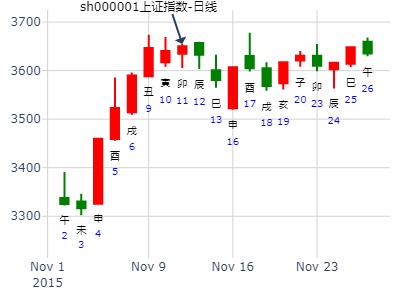 sh000001上证指数-日线
3700
3600
3500
3400
3300
午
2
未
3
申
4
酉
5
戌
6
丑
9
寅
10
卯
11
辰
12
巳
13
申
16
酉
17
戌
18
亥
19
子
20
卯
23
辰
24
巳
25
午
26
Nov 1
2015
Nov 9
Nov 16
Nov 23